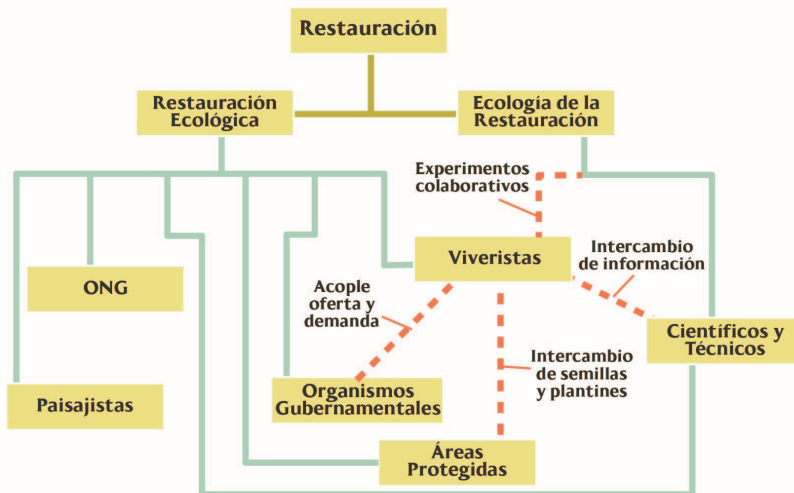 Restauración
Restauración
Ecológica
Ecología de la
Restauración
Experimentos
colaborativos
Viveristas
Intercambio
de información
ONG
Acople
oferta y
demanda
Científicos y
Técnicos
Intercambio
de semillas
y plantines
Paisajistas
Organismos
Gubernamentales
Áreas
Protegidas